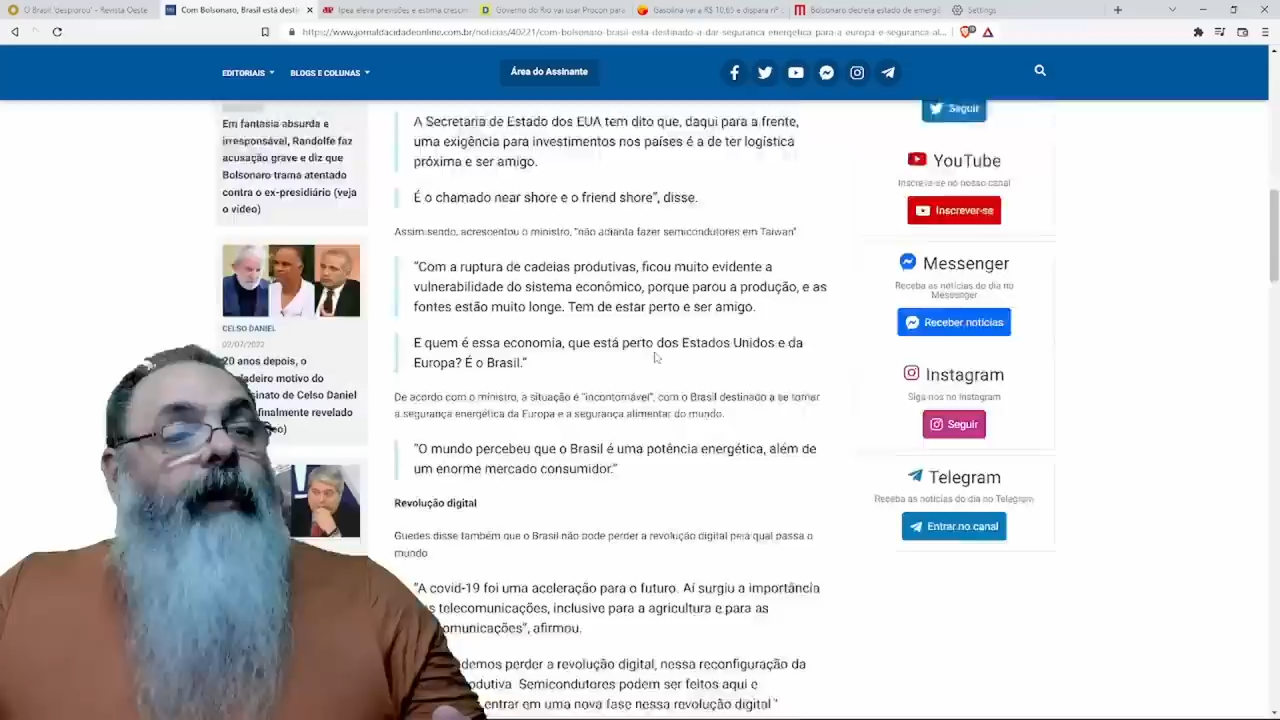 O Brasil 'despiorou' - Revista Oeste
Com Bolsonaro, Brasil está desti
Ipea eleva previsões e estima crescim
Governo do Rio vai usar Procon para
Gasolina vai a R$ 10,65 e dispara nº
Bolsonaro decreta estado de emergê
Settings
https://www.jornaldacidadeonline.com.br/noticias/40221/com-bolsonaro-brasil-esta-destinado-a-dar-seguranca-energetica-para-a-europa-e-seguranca-al...
EDITORIAIS
BLOGS E COLUNAS
Área do Assinante
Em fantasia absurda e
irresponsável, Randolfe faz
acusação grave e diz que
Bolsonaro trama atentado
contra o ex-presidiário (veja
o vídeo)
CELSO DANIEL
02/07/2022
20 anos depois, o
dadeiro motivo do
sinato de Celso Daniel
finalmente revelado
A Secretaria de Estado dos EUA tem dito que, daqui para a frente,
uma exigência para investimentos nos países é a de ter logística
próxima e ser amigo.
É o chamado near shore e o friend shore", disse.
Assim sendo, acrescentou o ministro, "não adianta fazer semicondutores em Taiwan"
"Com a ruptura de cadeias produtivas, ficou muito evidente a
vulnerabilidade do sistema econômico, porque parou a produção, e as
fontes estão muito longe. Tem de estar perto e ser amigo.
E quem é essa economia, que está perto dos Estados Unidos e da
Europa? É o Brasil."
De acordo com o ministro, a situação é "incontornável", com o Brasil destinado a se tornar
a segurança energética da Europa e a segurança alimentar do mundo.
"O mundo percebeu que o Brasil é uma potência energética, além de
um enorme mercado consumidor."
Revolução digital
Guedes disse também que o Brasil não pode perder a revolução digital pela qual passa o
mundo
"A covid-19 foi uma aceleração para o futuro. Aí surgiu a importância
s telecomunicações, inclusive para a agricultura e para as
comunicações", afirmou.
demos perder a revolução digital, nessa reconfiguração da
odutiva. Semicondutores podem ser feitos aqui e
entrar em uma nova fase nessa revolução digital"
Seguir
YouTube
Inscreva-se no nosso canal
Inscrever-se
Messenger
Receba as notícias do dia no
Messenger
Receber notícias
Instagram
Siga-nos no Instagram
Seguir
Telegram
Receba as notícias do dia no Telegram
Entrar no canal